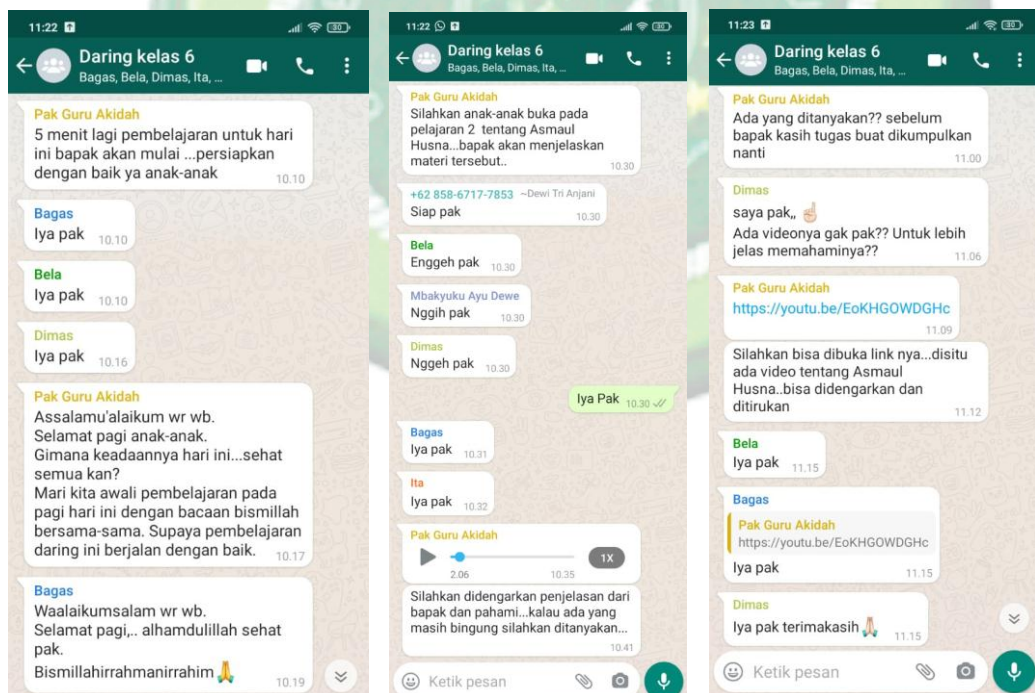 11:22
30
Daring kelas 6
Bagas, Bela, Dimas, Ita, ...
Pak Guru Akidah
5 menit lagi pembelajaran untuk hari
ini bapak akan mulai ...persiapkan
dengan baik ya anak-anak
10.10
Bagas
Iya pak 10.10
Bela
Iya pak 10.10
Dimas
Iya pak 10.16
Pak Guru Akidah
Assalamu'alaikum wr wb.
Selamat pagi anak-anak.
Gimana keadaannya hari ini...sehat
semua kan?
Mari kita awali pembelajaran pada
pagi hari ini dengan bacaan bismillah
bersama-sama. Supaya pembelajaran
daring ini berjalan dengan baik. 10.17
Bagas
Waalaikumsalam wr wb.
Selamat pagi,.. alhamdulillah sehat
pak.
Bismillahirrahmanirrahim 🙏 10.19
11:22
30
Daring kelas 6
Bagas, Bela, Dimas, Ita, ...
Pak Guru Akidah
Silahkan anak-anak buka pada
pelajaran 2 tentang Asmaul
Husna...bapak akan menjelaskan
materi tersebut..
10.30
+62 858-6717-7853 ~Dewi Tri Anjani
Siap pak 10.30
Bela
Enggeh pak 10.30
Mbakyuku Ayu Dewe
Nggih pak 10.30
Dimas
Nggeh pak 10.30
Iya Pak 10.30
Bagas
Iya pak 10.31
Ita
Iya pak 10.32
Pak Guru Akidah
1X
2.06 10.35
Silahkan didengarkan penjelasan dari
bapak dan pahami...kalau ada yang
masih bingung silahkan ditanyakan...
10.41
Ketik pesan
11:23
30
Daring kelas 6
Bagas, Bela, Dimas, Ita, ...
Pak Guru Akidah
Ada yang ditanyakan?? sebelum
bapak kasih tugas buat dikumpulkan
nanti
11.00
Dimas
saya pak,, ☝🏻
Ada videonya gak pak?? Untuk lebih
jelas memahaminya??
11.06
Pak Guru Akidah
https://youtu.be/EoKHGOWDGHc
11.09
Silahkan bisa dibuka link nya...disitu
ada video tentang Asmaul
Husna..bisa didengarkan dan
ditirukan
11.12
Bela
Iya pak 11.15
Bagas
Pak Guru Akidah
https://youtu.be/EoKHGOWDGHc
Iya pak 11.15
Dimas
Iya pak terimakasih 🙏🏻 11.15
Ketik pesan